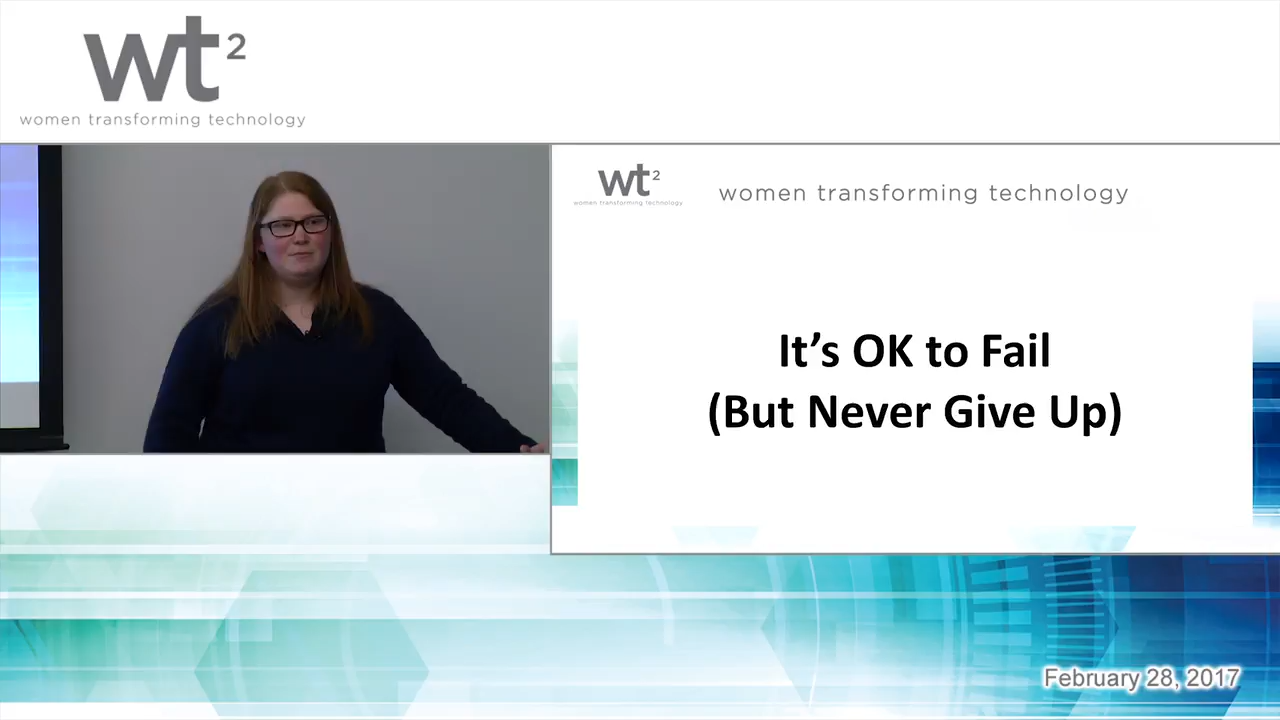 wt2
women transforming technology
wt2
women transforming technology
women transforming technology
It’s OK to Fail
(But Never Give Up)
February 28, 2017